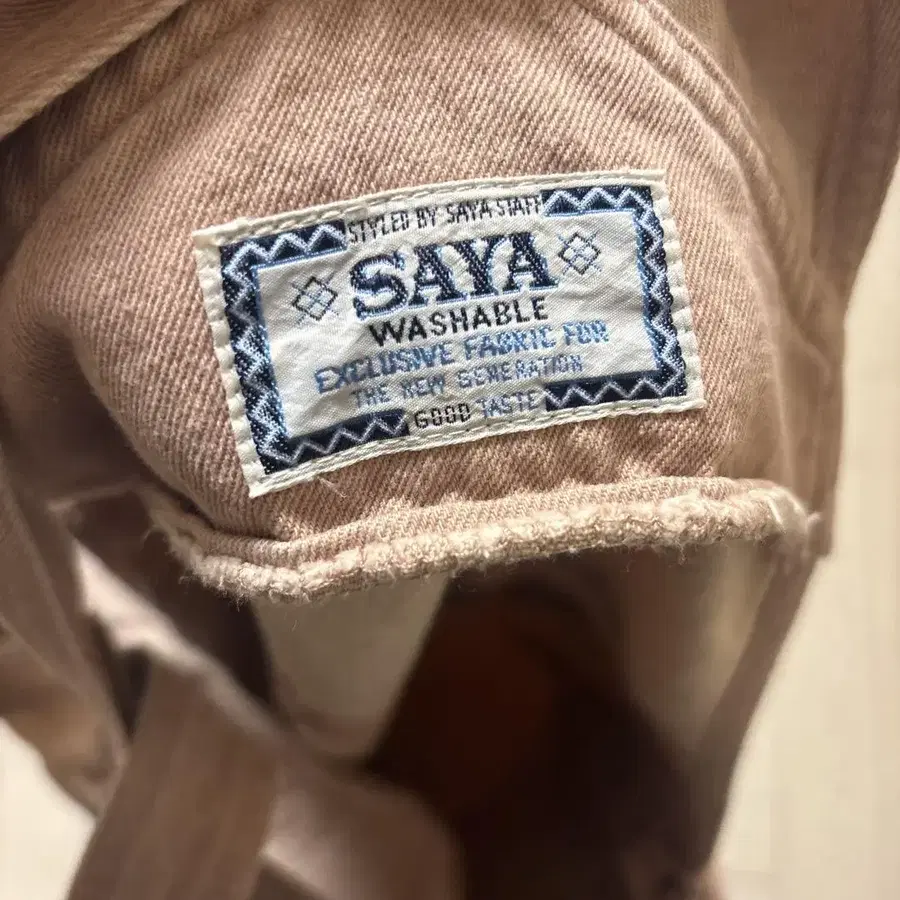 STYLED BY SAYA STAFF
SAYA
WASHABLE
EXCLUSIVE FABRIC FOR
THE NEW GENERATION
GOOD TASTE